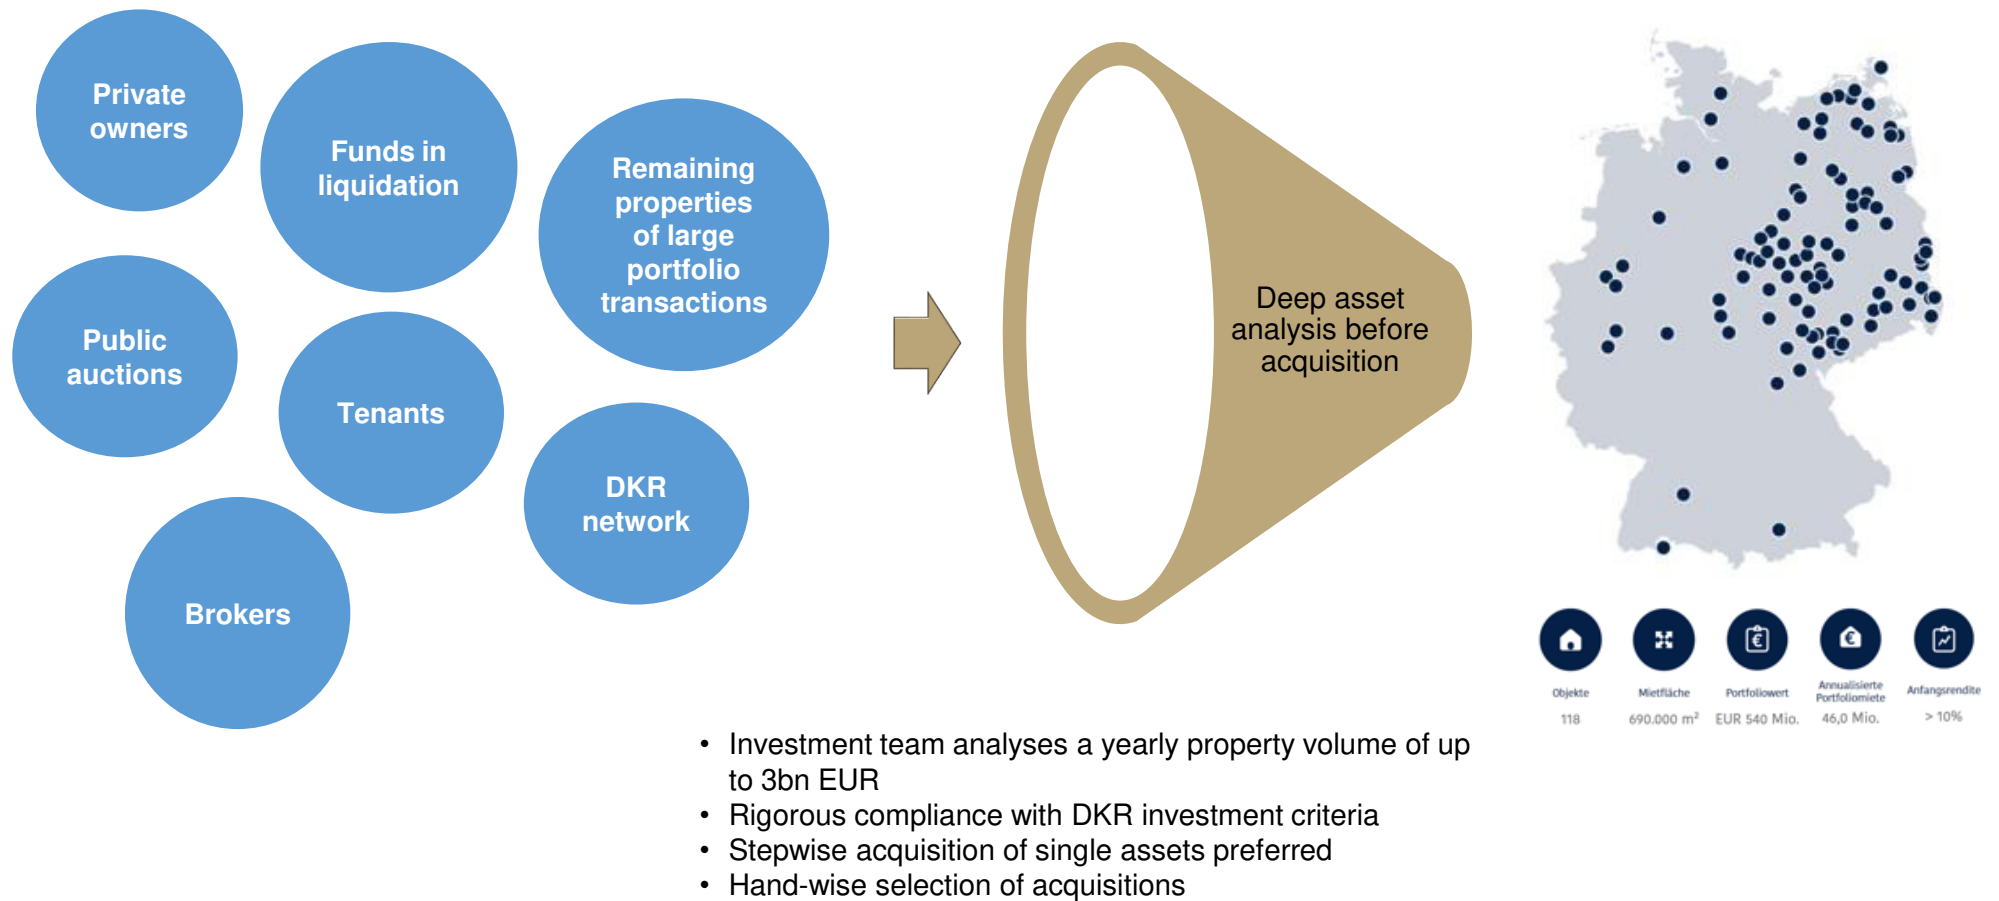 Private
owners
Funds in
liquidation
Remaining
properties
of large
portfolio
transactions
Public
auctions
Tenants
DKR
network
Brokers
Deep asset
analysis before
acquisition
Objekte
118
Mietfläche
690.000 m²
Portfoliowert
EUR 540 Mio.
Annualisierte
Portfoliomiete
46,0 Mio.
Anfangsrendite
> 10%
• Investment team analyses a yearly property volume of up
to 3bn EUR
• Rigorous compliance with DKR investment criteria
• Stepwise acquisition of single assets preferred
• Hand-wise selection of acquisitions